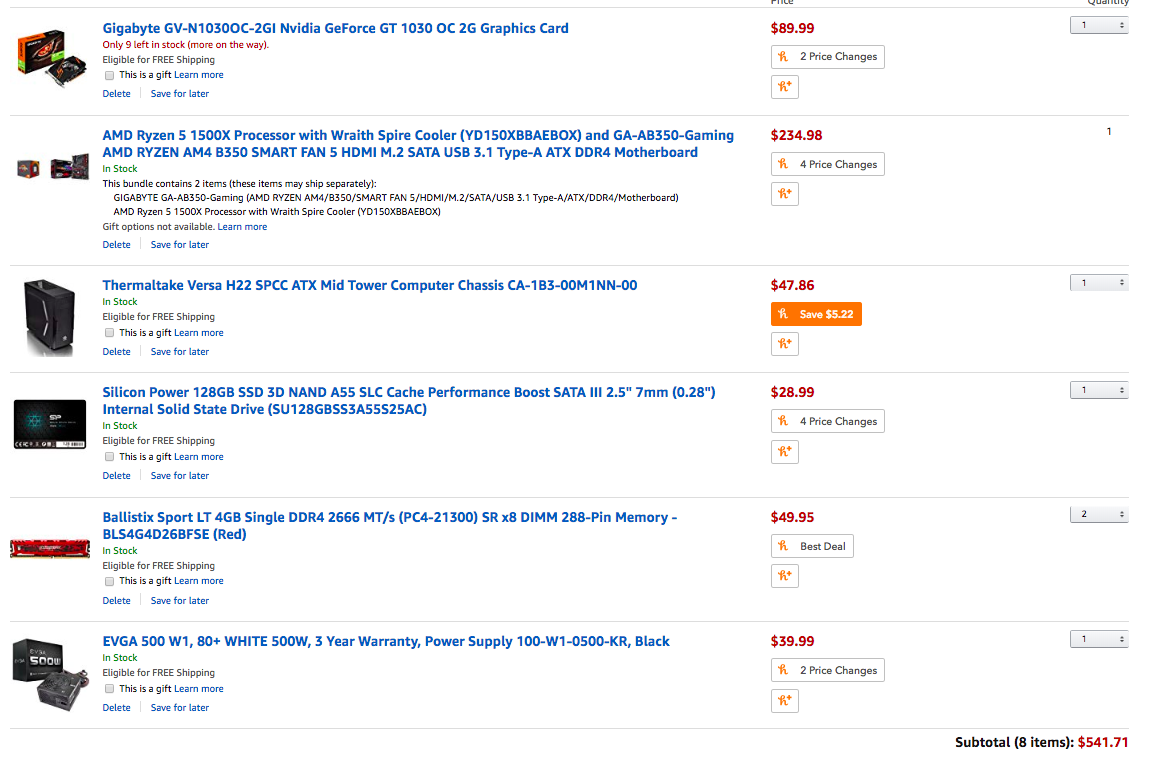 Price
Quantity
Gigabyte GV-N1030OC-2GI Nvidia GeForce GT 1030 OC 2G Graphics Card
$89.99
1
Only 9 left in stock (more on the way).
Eligible for FREE Shipping
2 Price Changes
This is a gift Learn more
Delete
Save for later
AMD Ryzen 5 1500X Processor with Wraith Spire Cooler (YD150XBBAEBOX) and GA-AB350-Gaming
$234.98
1
AMD RYZEN AM4 B350 SMART FAN 5 HDMI M.2 SATA USB 3.1 Type-A ATX DDR4 Motherboard
In Stock
4 Price Changes
This bundle contains 2 items (these items may ship separately):
GIGABYTE GA-AB350-Gaming (AMD RYZEN AM4/B350/SMART FAN 5/HDMI/M.2/SATA/USB 3.1 Type-A/ATX/DDR4/Motherboard)
AMD Ryzen 5 1500X Processor with Wraith Spire Cooler (YD150XBBAEBOX)
Gift options not available. Learn more
Delete
Save for later
Thermaltake Versa H22 SPCC ATX Mid Tower Computer Chassis CA-1B3-00M1NN-00
$47.86
1
In Stock
Eligible for FREE Shipping
Save $5.22
This is a gift Learn more
Delete
Save for later
Silicon Power 128GB SSD 3D NAND A55 SLC Cache Performance Boost SATA III 2.5" 7mm (0.28")
$28.99
1
Internal Solid State Drive (SU128GBSS3A55S25AC)
In Stock
4 Price Changes
Eligible for FREE Shipping
This is a gift Learn more
Delete
Save for later
Ballistix Sport LT 4GB Single DDR4 2666 MT/s (PC4-21300) SR x8 DIMM 288-Pin Memory -
$49.95
2
BLS4G4D26BFSE (Red)
In Stock
Best Deal
Eligible for FREE Shipping
This is a gift Learn more
Delete
Save for later
EVGA 500 W1, 80+ WHITE 500W, 3 Year Warranty, Power Supply 100-W1-0500-KR, Black
$39.99
1
EVGA
500W
In Stock
Eligible for FREE Shipping
2 Price Changes
This is a gift Learn more
Delete
Save for later
Subtotal (8 items): $541.71